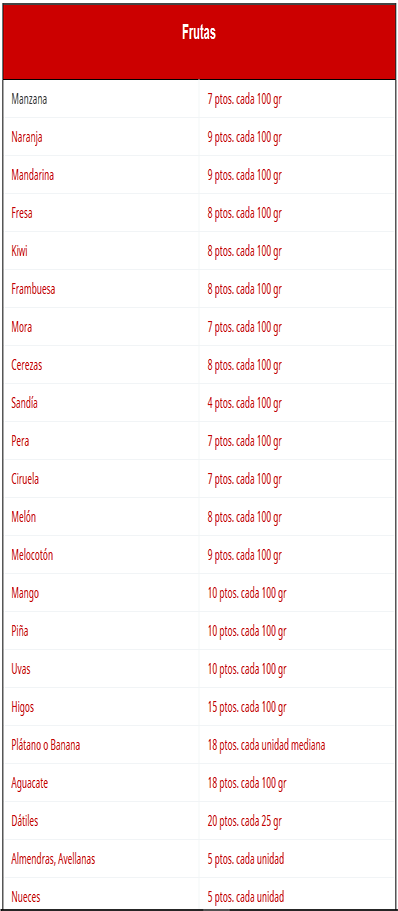 Frutas
Manzana 7 ptos. cada 100 gr
Naranja 9 ptos. cada 100 gr
Mandarina 9 ptos. cada 100 gr
Fresa 8 ptos. cada 100 gr
Kiwi 8 ptos. cada 100 gr
Frambuesa 8 ptos. cada 100 gr
Mora 7 ptos. cada 100 gr
Cerezas 8 ptos. cada 100 gr
Sandía 4 ptos. cada 100 gr
Pera 7 ptos. cada 100 gr
Ciruela 7 ptos. cada 100 gr
Melón 8 ptos. cada 100 gr
Melocotón 9 ptos. cada 100 gr
Mango 10 ptos. cada 100 gr
Piña 10 ptos. cada 100 gr
Uvas 10 ptos. cada 100 gr
Higos 15 ptos. cada 100 gr
Plátano o Banana 18 ptos. cada unidad mediana
Aguacate 18 ptos. cada 100 gr
Dátiles 20 ptos. cada 25 gr
Almendras, Avellanas 5 ptos. cada unidad
Nueces 5 ptos. cada unidad